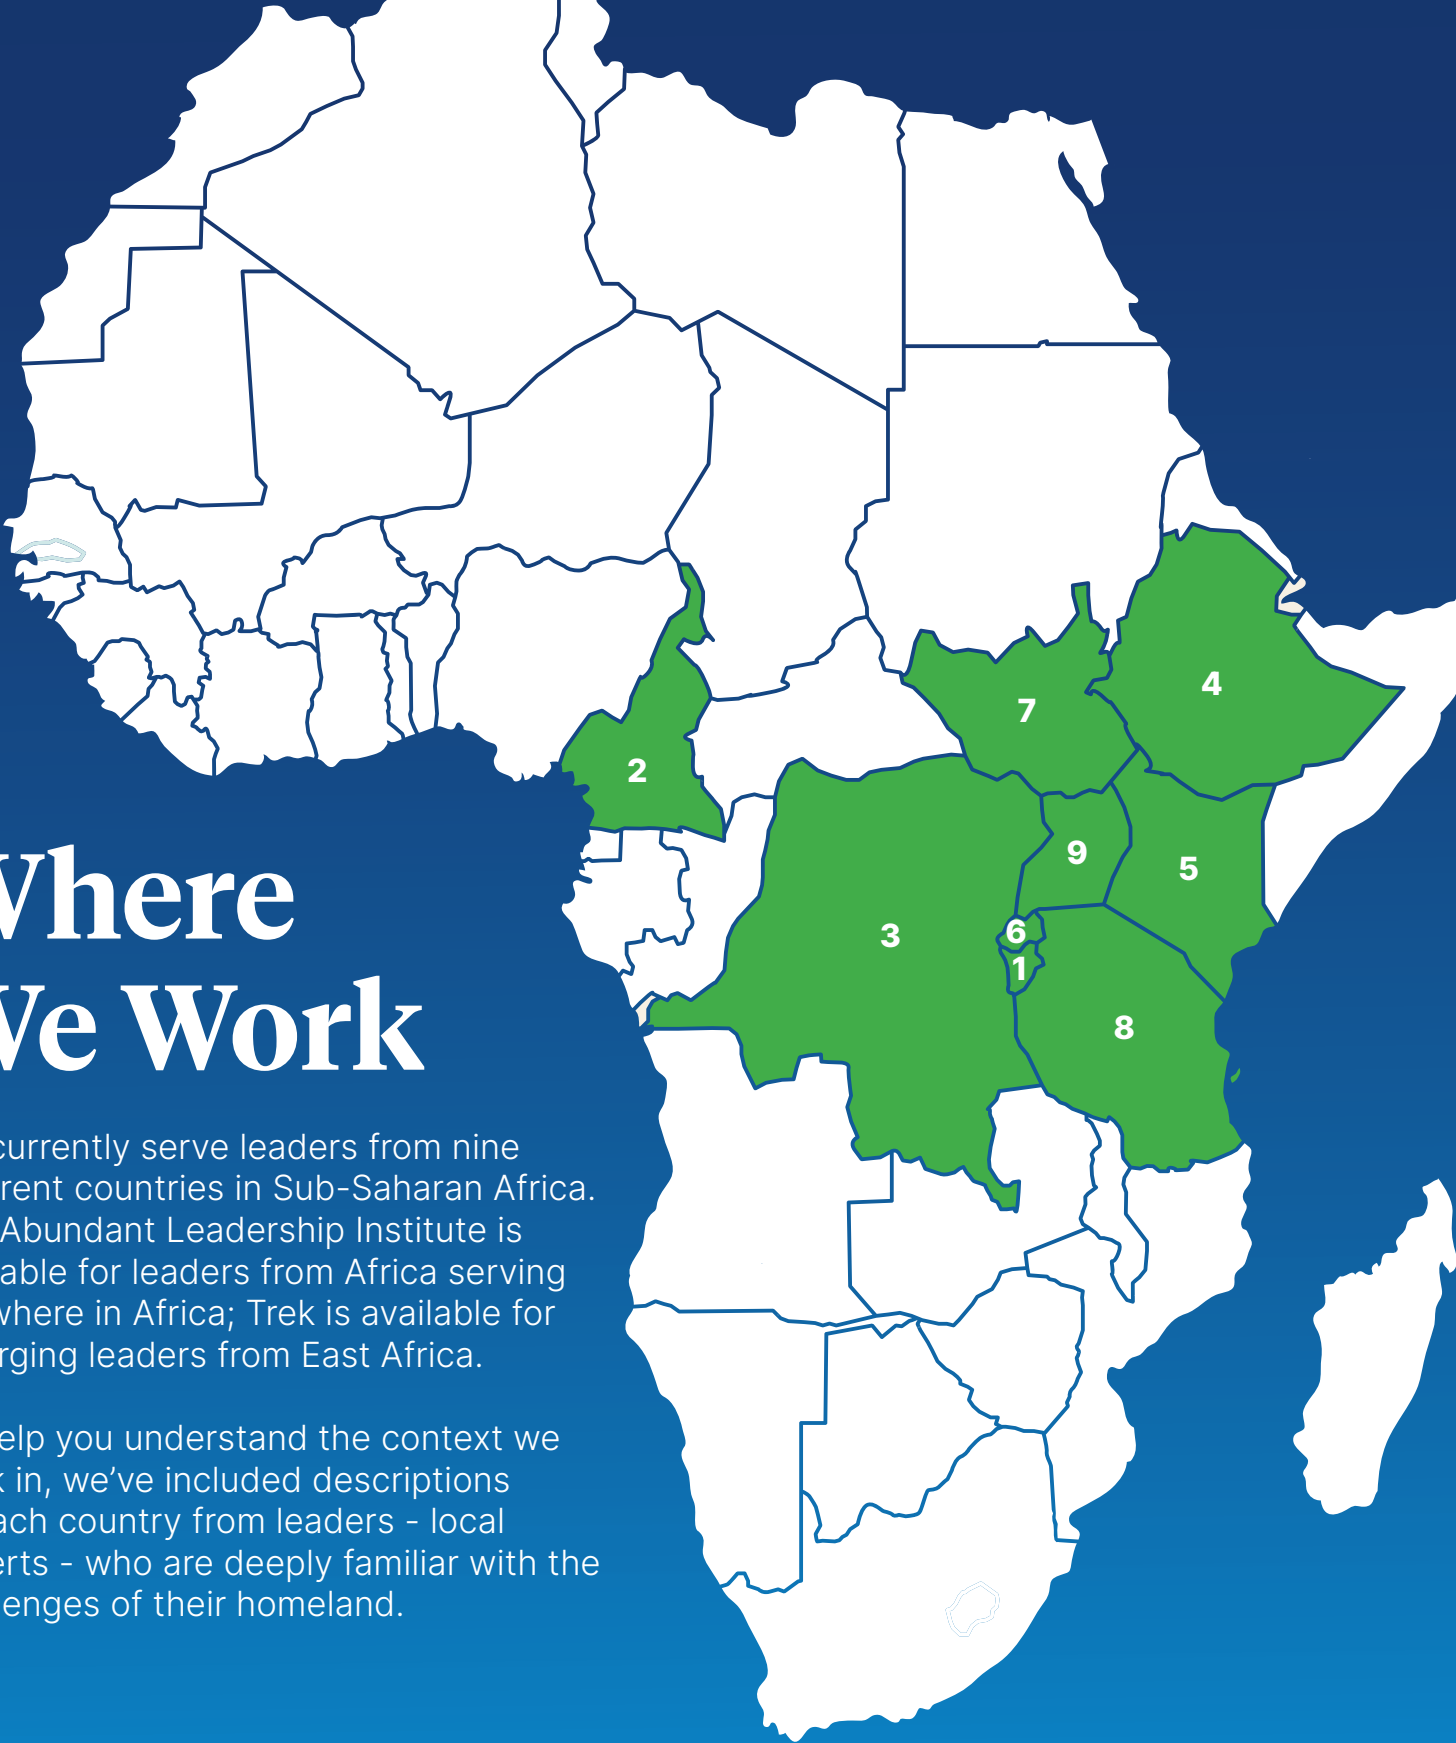 4
7
2
9
5
3
6
1
8
Where
We Work
currently serve leaders from nine
rent countries in Sub-Saharan Africa.
Abundant Leadership Institute is
able for leaders from Africa serving
where in Africa; Trek is available for
rging leaders from East Africa.
elp you understand the context we
k in, we’ve included descriptions
ach country from leaders - local
erts - who are deeply familiar with the
enges of their homeland.